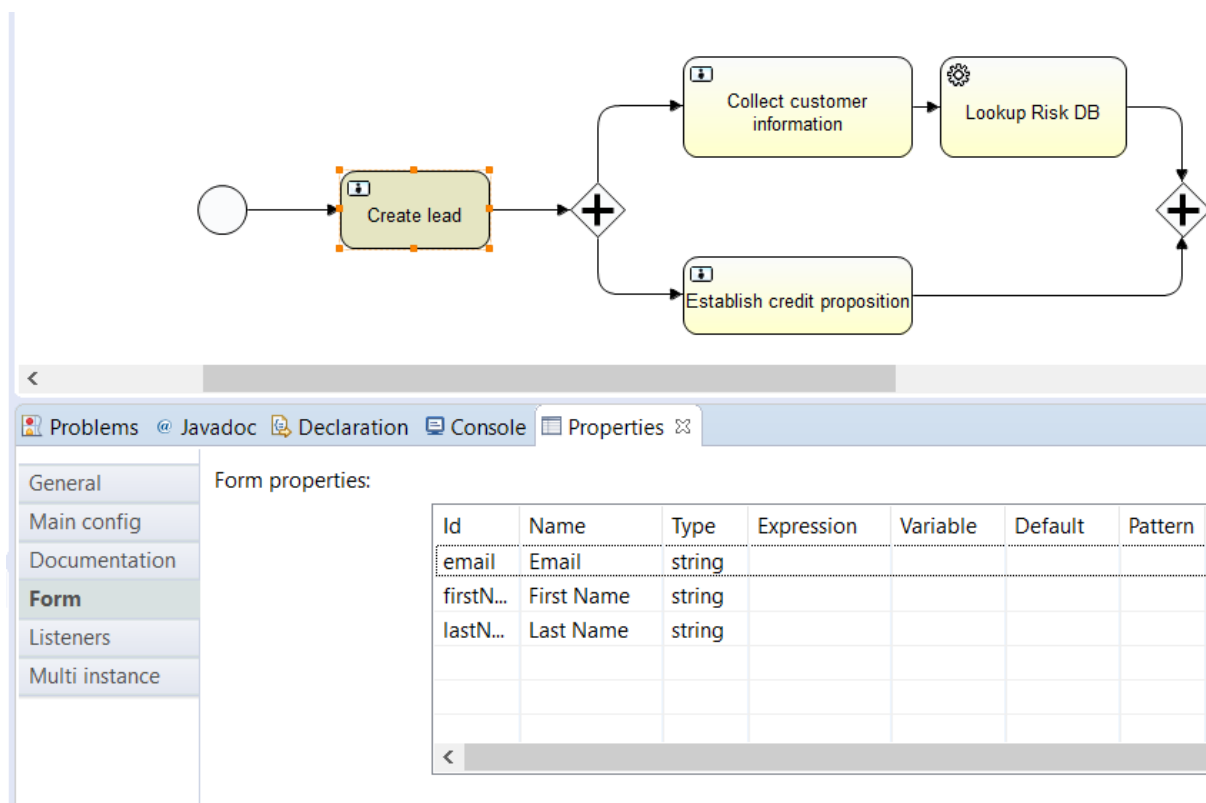 Collect customer
information
Lookup Risk DB
Create lead
Establish credit proposition
Problems @ Javadoc Declaration Console Properties
General
Main config
Documentation
Form
Listeners
Multi instance
Form properties:
Id Name Type Expression Variable Default Pattern
email Email string
firstN... First Name string
lastN... Last Name string